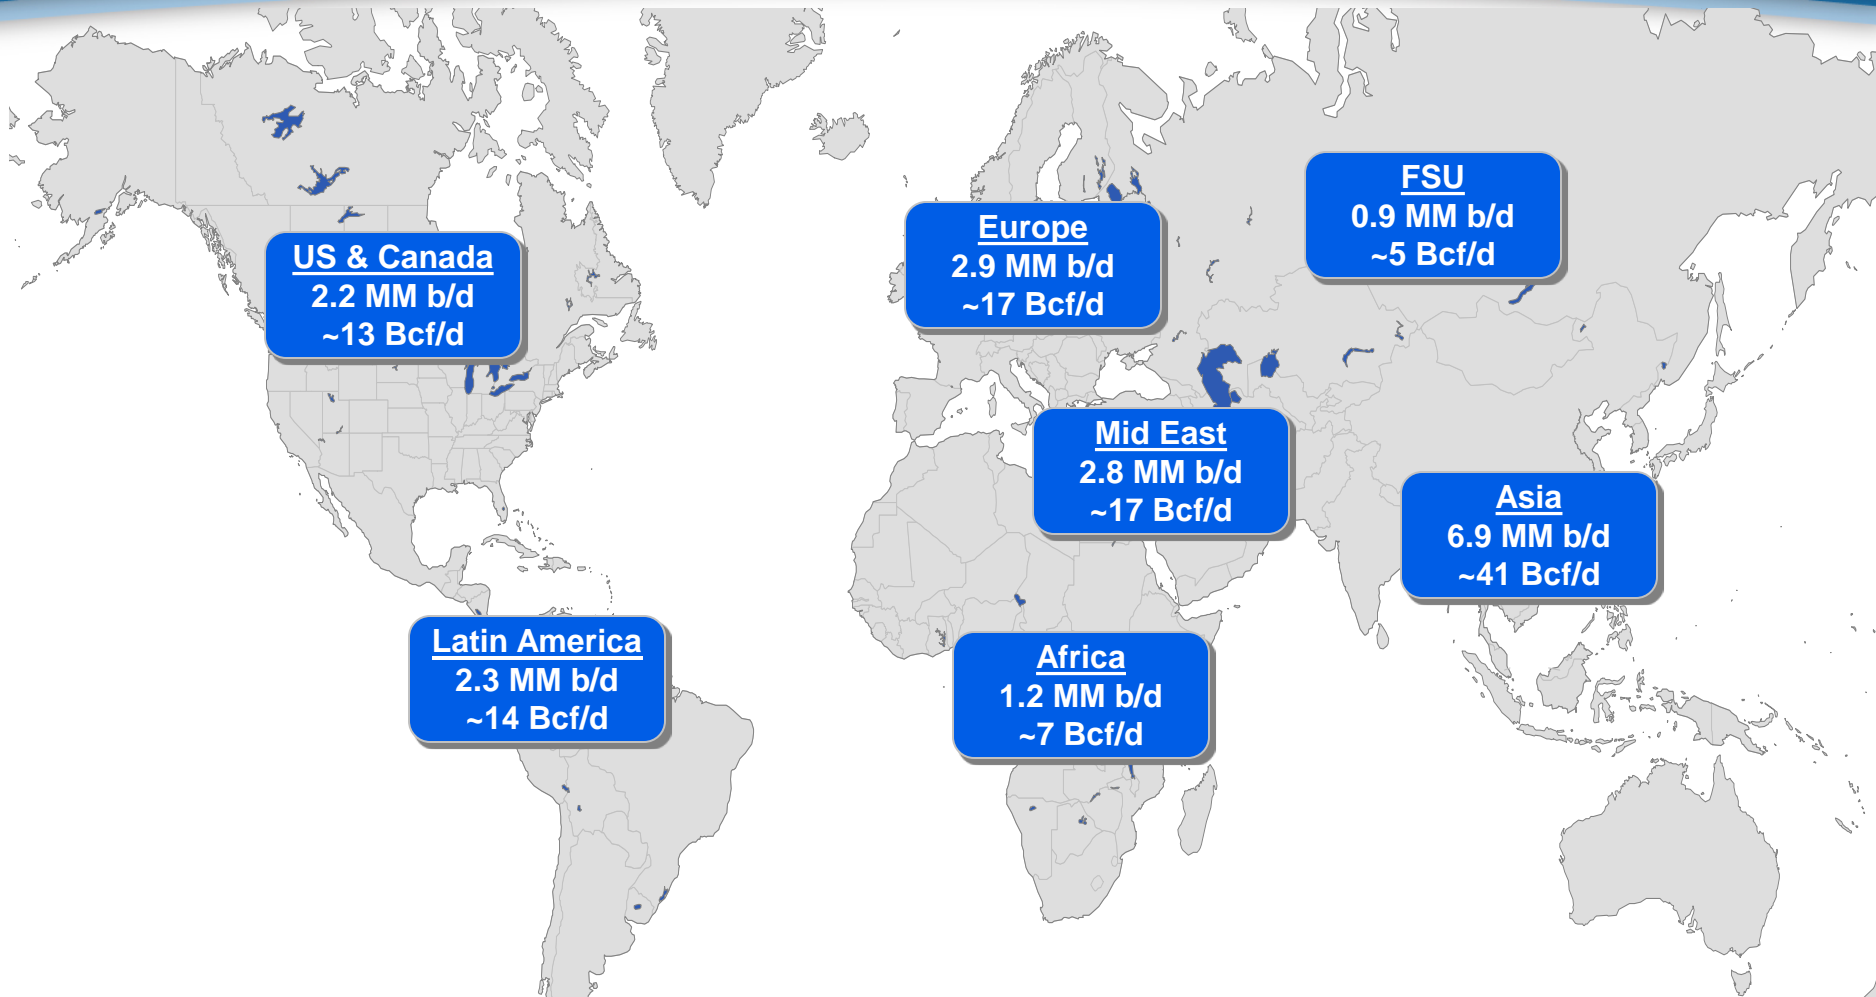 FSU
0.9 MM b/d
~5 Bcf/d
Europe
2.9 MM b/d
~17 Bcf/d
US & Canada
2.2 MM b/d
~13 Bcf/d
Mid East
2.8 MM b/d
~17 Bcf/d
Asia
6.9 MM b/d
~41 Bcf/d
Latin America
2.3 MM b/d
~14 Bcf/d
Africa
1.2 MM b/d
~7 Bcf/d